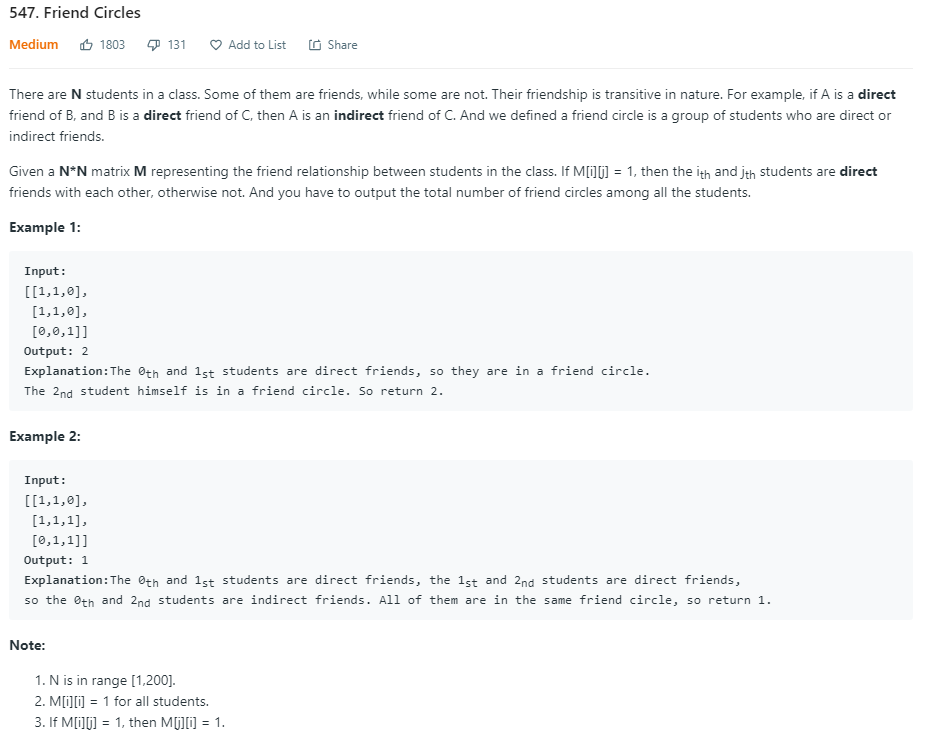 547. Friend Circles
Medium 1803 131 Add to List Share
There are N students in a class. Some of them are friends, while some are not. Their friendship is transitive in nature. For example, if A is a direct
friend of B, and B is a direct friend of C, then A is an indirect friend of C. And we defined a friend circle is a group of students who are direct or
indirect friends.
Given a N*N matrix M representing the friend relationship between students in the class. If M[i][j] = 1, then the ith and jth students are direct
friends with each other, otherwise not. And you have to output the total number of friend circles among all the students.
Example 1:
Input:
[[1,1,0],
[1,1,0],
[0,0,1]]
Output: 2
Explanation:The 0th and 1st students are direct friends, so they are in a friend circle.
The 2nd student himself is in a friend circle. So return 2.
Example 2:
Input:
[[1,1,0],
[1,1,1],
[0,1,1]]
Output: 1
Explanation:The 0th and 1st students are direct friends, the 1st and 2nd students are direct friends,
so the 0th and 2nd students are indirect friends. All of them are in the same friend circle, so return 1.
Note:
1. N is in range [1,200].
2. M[i][i] = 1 for all students.
3. If M[i][j] = 1, then M[j][i] = 1.